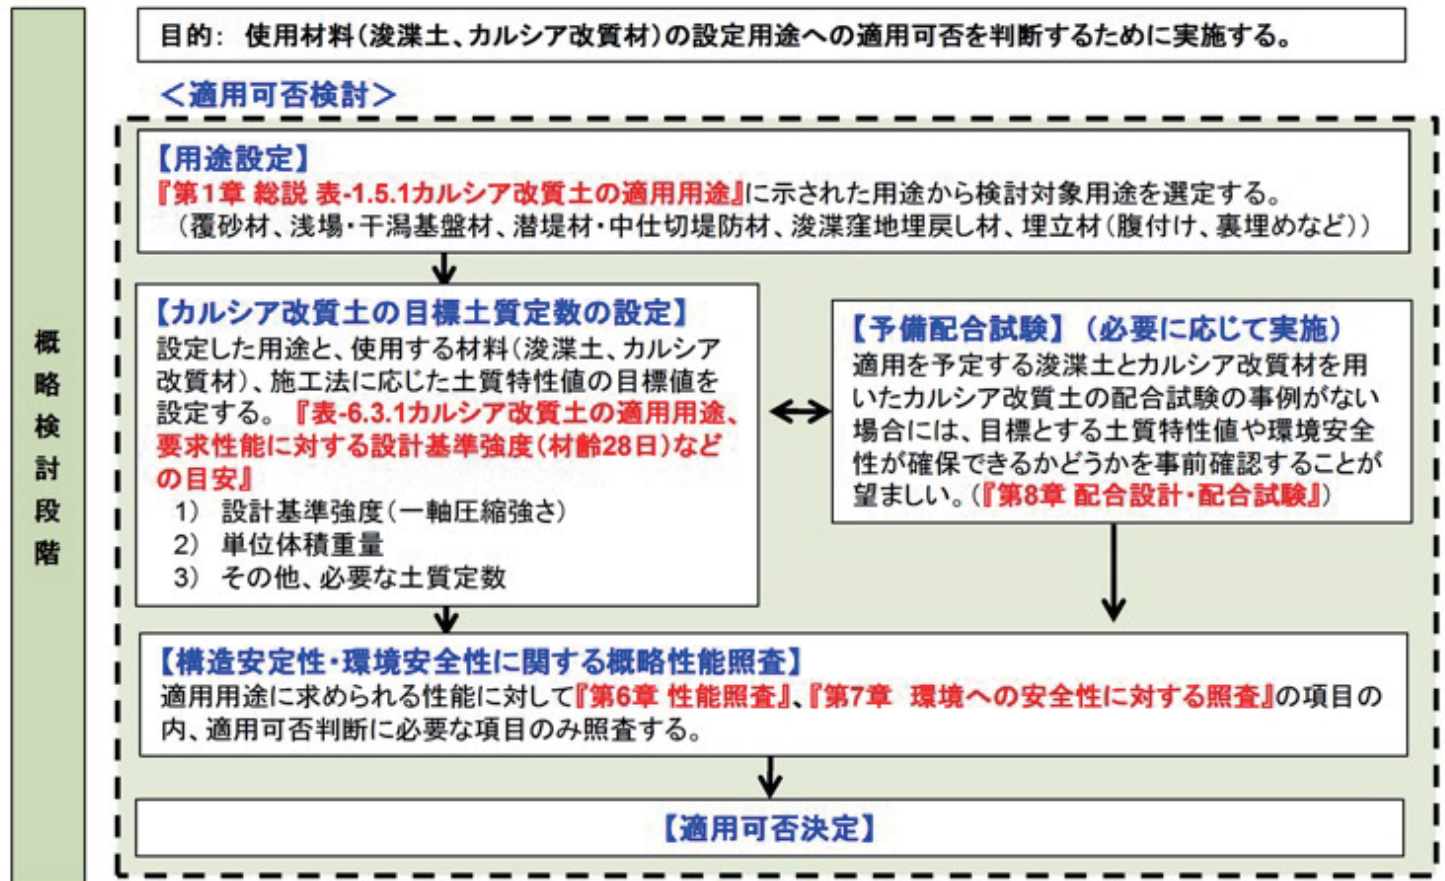 目的： 使用材料（浚渫土、カルシア改質材）の設定用途への適用可否を判断するために実施する。
＜適用可否検討＞
【用途設定】
『第１章 総説 表-1.5.1カルシア改質土の適用用途』に示された用途から検討対象用途を選定する。
（覆砂材、浅場・干潟基盤材、潜堤材・中仕切堤防材、浚渫窪地埋戻し材、埋立材（腹付け、裏埋めなど））
概略検討段階
【カルシア改質土の目標土質定数の設定】
設定した用途と、使用する材料（浚渫土、カルシア
改質材）、施工法に応じた土質特性値の目標値を
設定する。『表-6.3.1カルシア改質土の適用用途、
要求性能に対する設計基準強度（材齢28日）など
の目安』
1） 設計基準強度（一軸圧縮強さ）
2） 単位体積重量
3） その他、必要な土質定数
【予備配合試験】（必要に応じて実施）
適用を予定する浚渫土とカルシア改質材を用
いたカルシア改質土の配合試験の事例がない
場合には、目標とする土質特性値や環境安全
性が確保できるかどうかを事前確認することが
望ましい。（『第8章 配合設計・配合試験』）
【構造安定性・環境安全性に関する概略性能照査】
適用用途に求められる性能に対して『第6章 性能照査』、『第7章 環境への安全性に対する照査』の項目の
内、適用可否判断に必要な項目のみ照査する。
【適用可否決定】